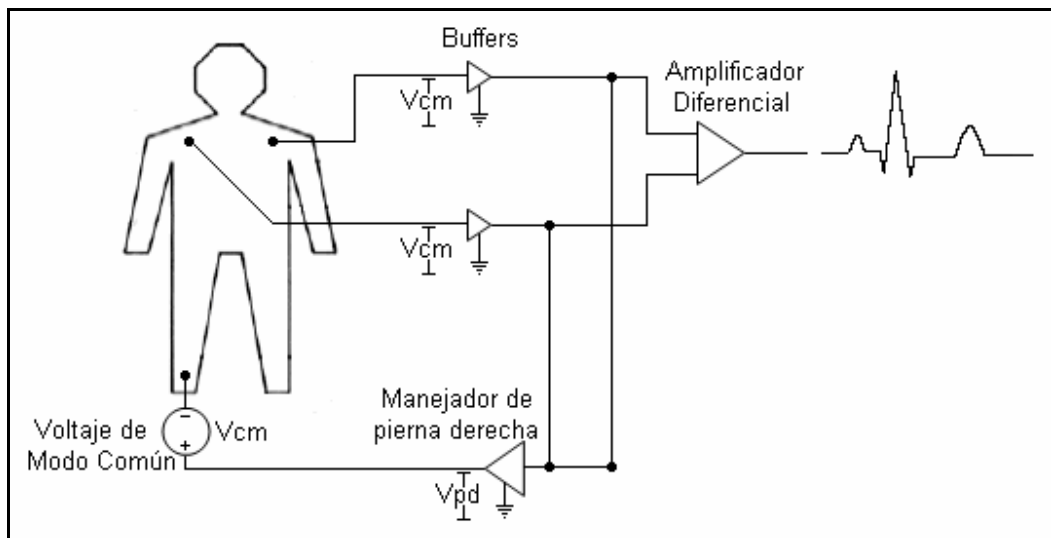 Buffers
Vcm
Amplificador
Diferencial
Vcm
Manejador de
pierna derecha
Voltaje de
Modo Común
-
+
Vcm
Vpd